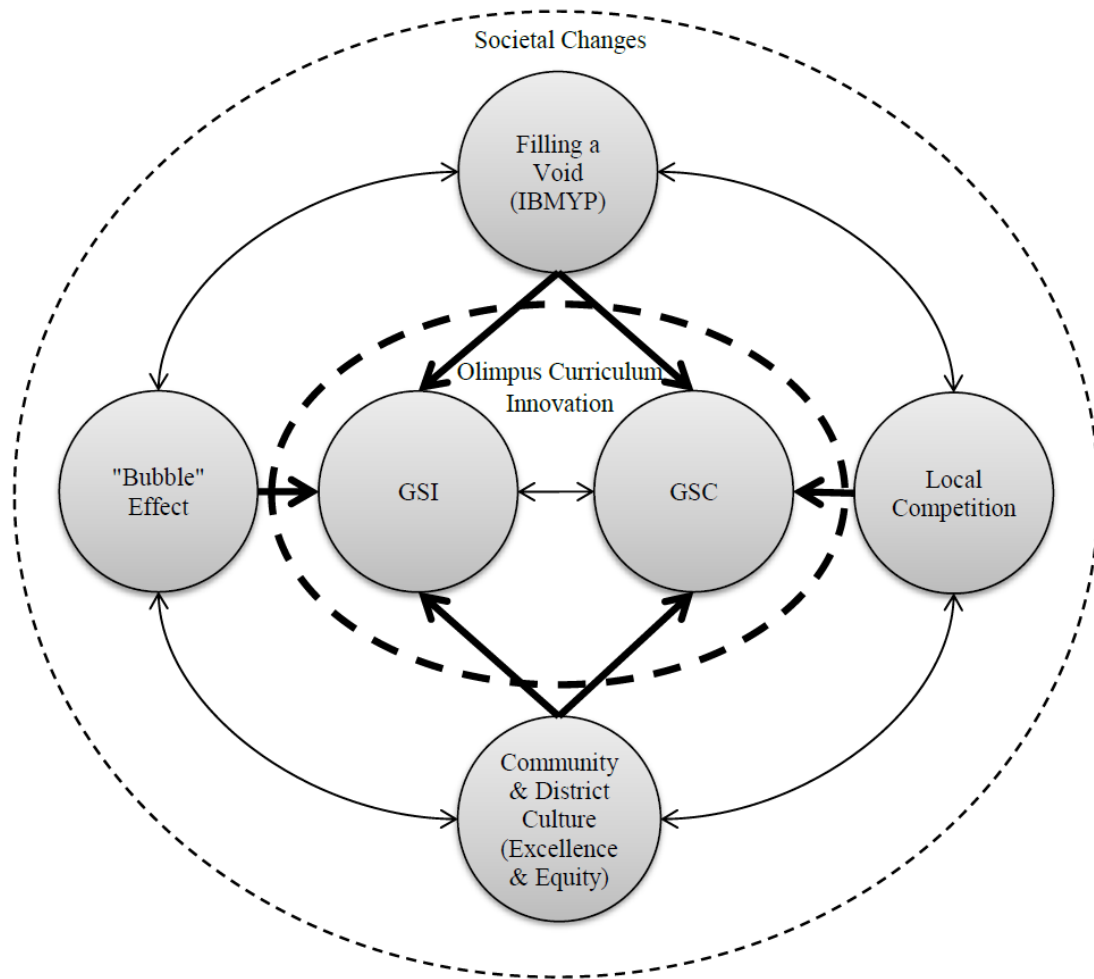 Societal Changes
Filling a
Void
(IBMYP)
Olimpus Curriculum
Innovation
"Bubble"
Effect
GSI
GSC
Local
Competition
Community
& District
Culture
(Excellence
& Equity)